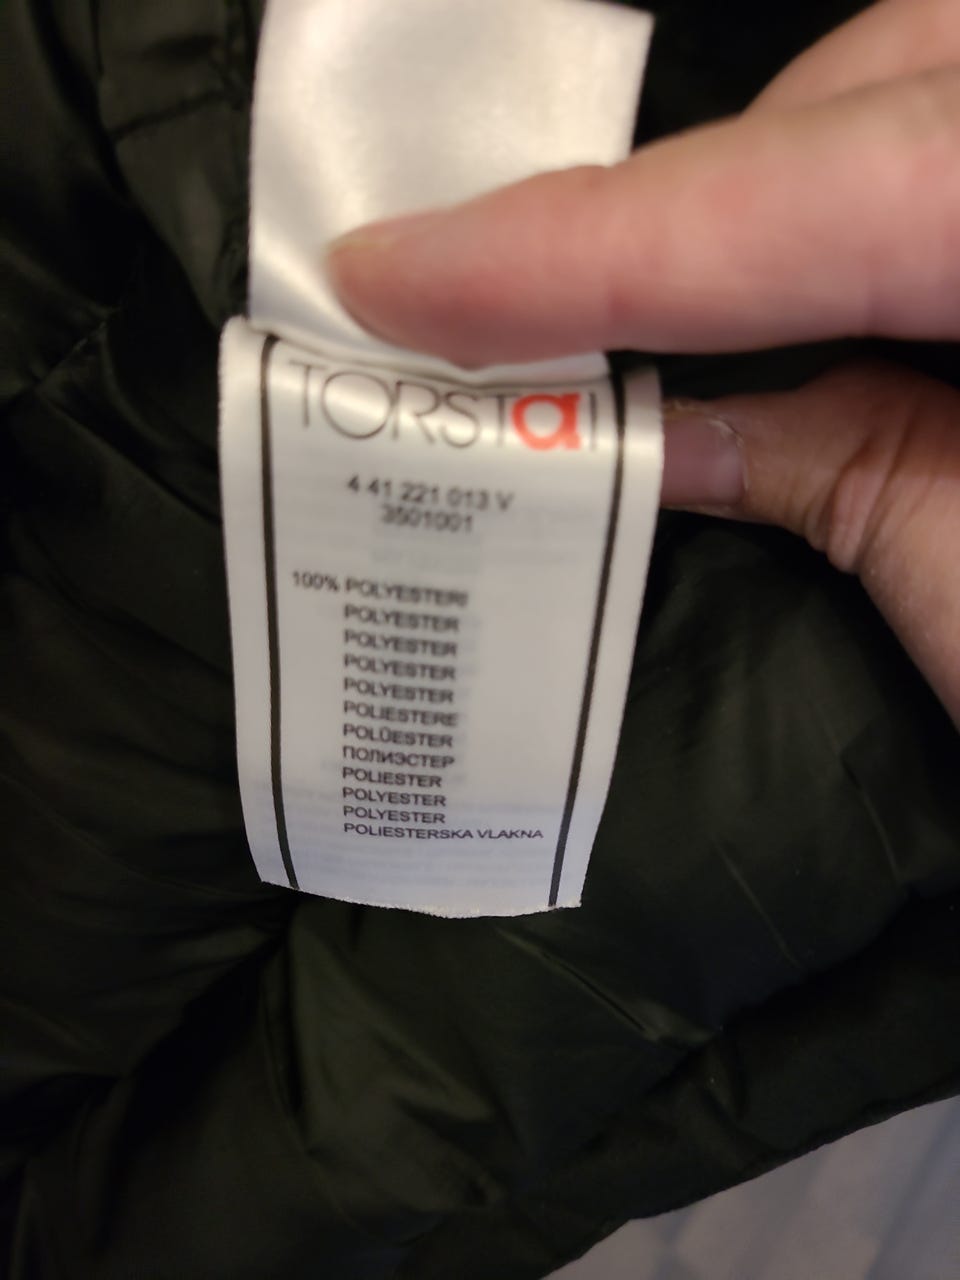 TORSTaI
4 41 221 013 V
3501001
100% POLYESTERI
POLYESTER
POLYESTER
POLYESTER
POLYESTER
POLIESTERE
POLÜESTER
ПОЛИЭСТЕР
POLIESTER
POLYESTER
POLYESTER
POLIESTERSKA VLAKNA